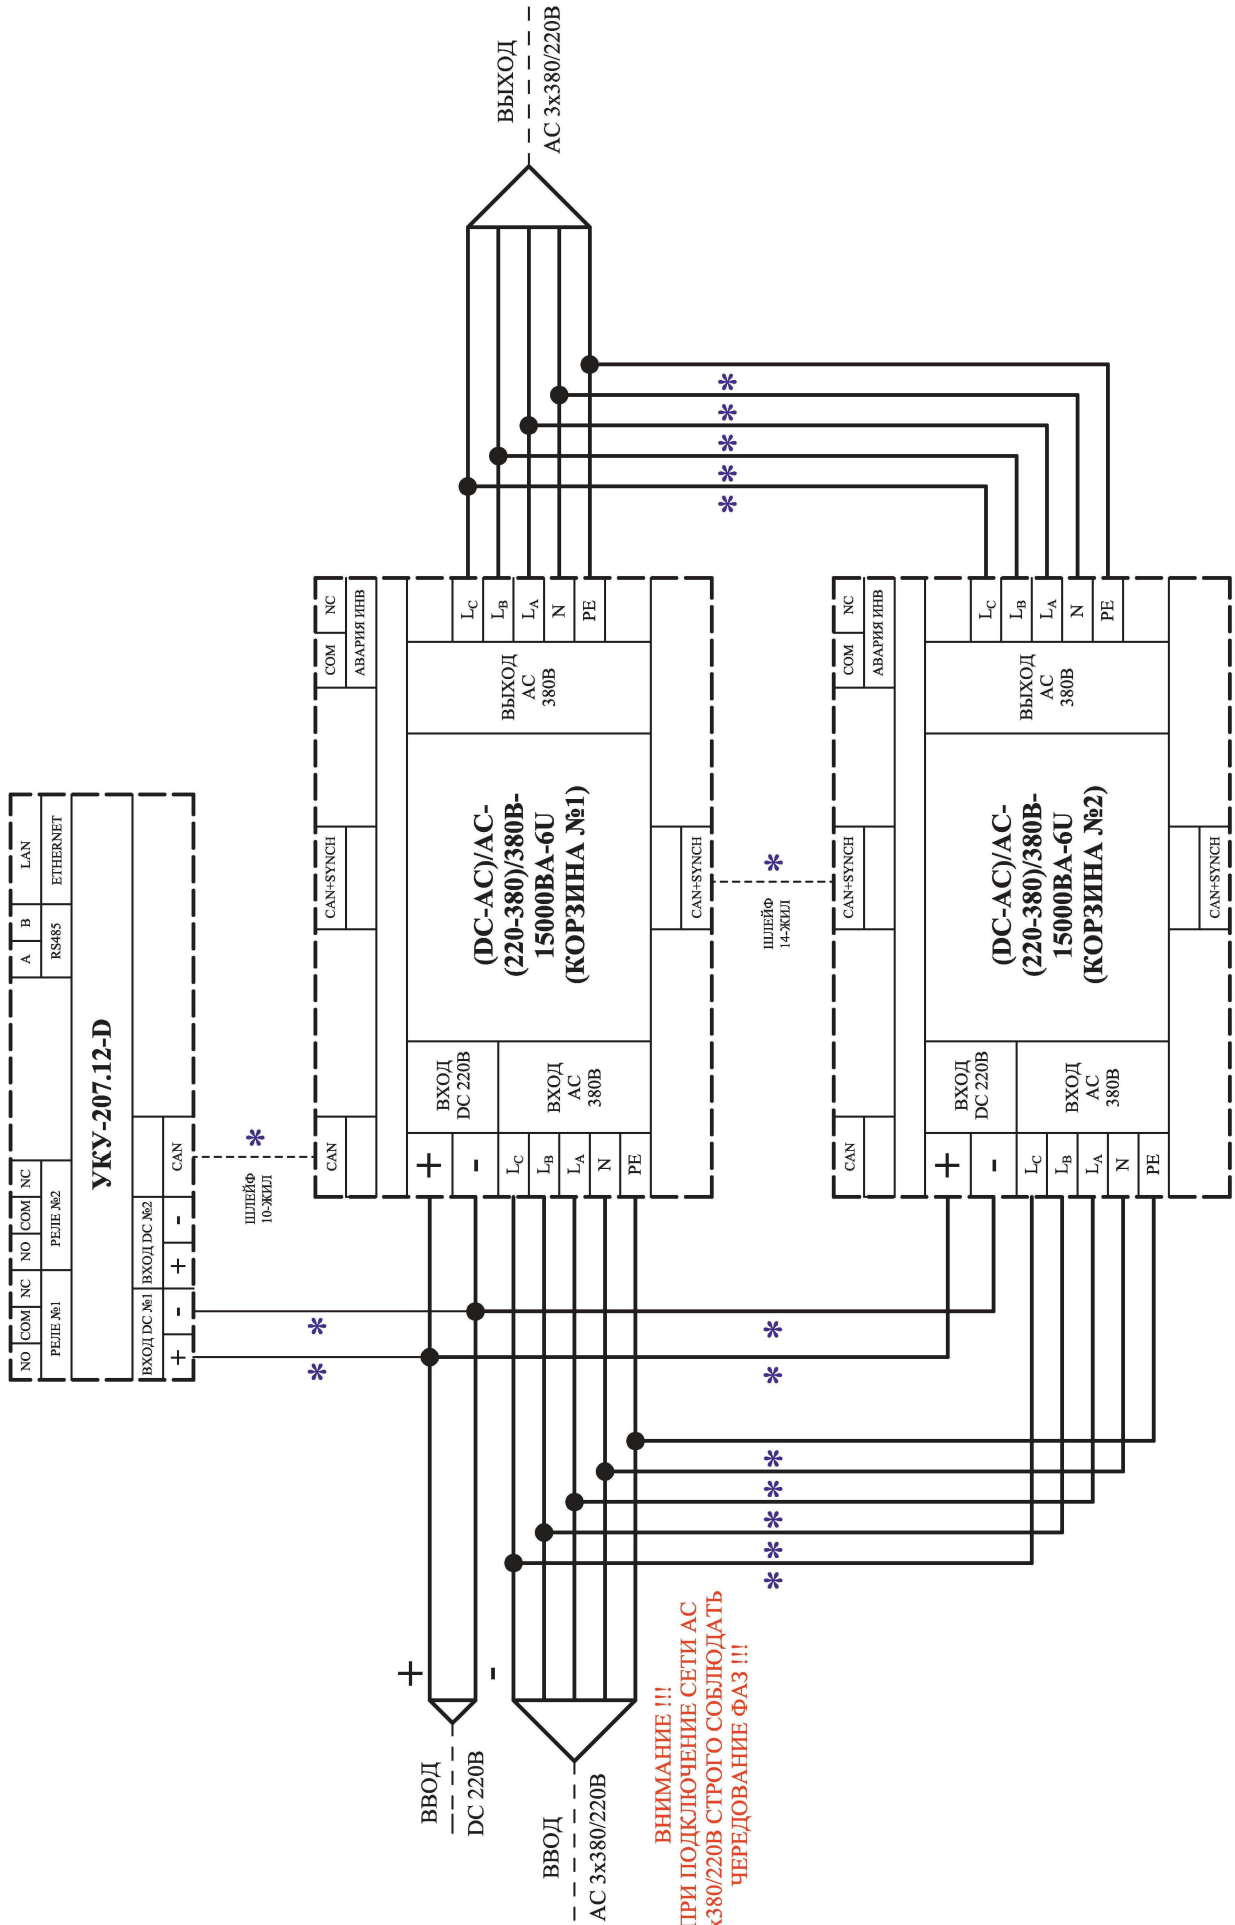 NO COM NC NO COM NC A B LAN
РЕЛЕ №1 РЕЛЕ №2 RS485 ETHERNET
УКУ-207.12-D
ВХОД DC №1 ВХОД DC №2
+ - + - CAN
* * *
ШЛЕЙФ
10-ЖИЛ
CAN CAN+SYNCH COM NC
АВАРИЯ ИНВ
+
-
ВВОД
DC 220В
+
-
ВХОД
DC 220В
LC
LB
LA
N
PE
ВХОД
AC
380В
(DC-AC)/AC-
(220-380)/380В-
15000ВА-6U
(КОРЗИНА №1)
ВЫХОД
AC
380В
LC
LB
LA
N
PE
ВЫХОД
AC 3х380/220В
ВВОД
AC 3х380/220В
CAN+SYNCH
ВНИМАНИЕ !!!
ПРИ ПОДКЛЮЧЕНИЕ СЕТИ АС
х380/220В СТРОГО СОБЛЮДАТЬ
ЧЕРЕДОВАНИЕ ФАЗ !!!
* * * * *
* *
*
* * * * *
ШЛЕЙФ
14-ЖИЛ
CAN CAN+SYNCH COM NC
АВАРИЯ ИНВ
+
-
ВХОД
DC 220В
LC
LB
LA
N
PE
ВХОД
AC
380В
(DC-AC)/AC-
(220-380)/380В-
15000ВА-6U
(КОРЗИНА №2)
ВЫХОД
AC
380В
LC
LB
LA
N
PE
CAN+SYNCH